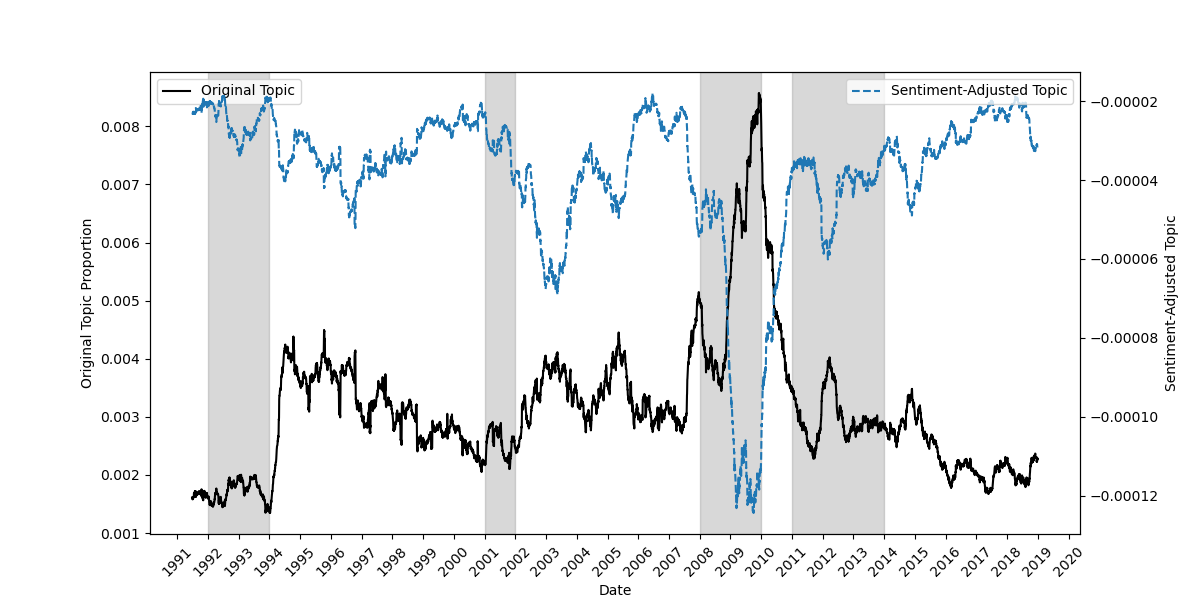 Original Topic
Sentiment-Adjusted Topic
0.008
0.007
0.006
0.005
0.004
0.003
0.002
0.001
Original Topic Proportion
−0.00002
−0.00004
−0.00006
−0.00008
−0.00010
−0.00012
Sentiment-Adjusted Topic
1991 1992 1993 1994 1995 1996 1997 1998 1999 2000 2001 2002 2003 2004 2005 2006 2007 2008 2009 2010 2011 2012 2013 2014 2015 2016 2017 2018 2019 2020
Date